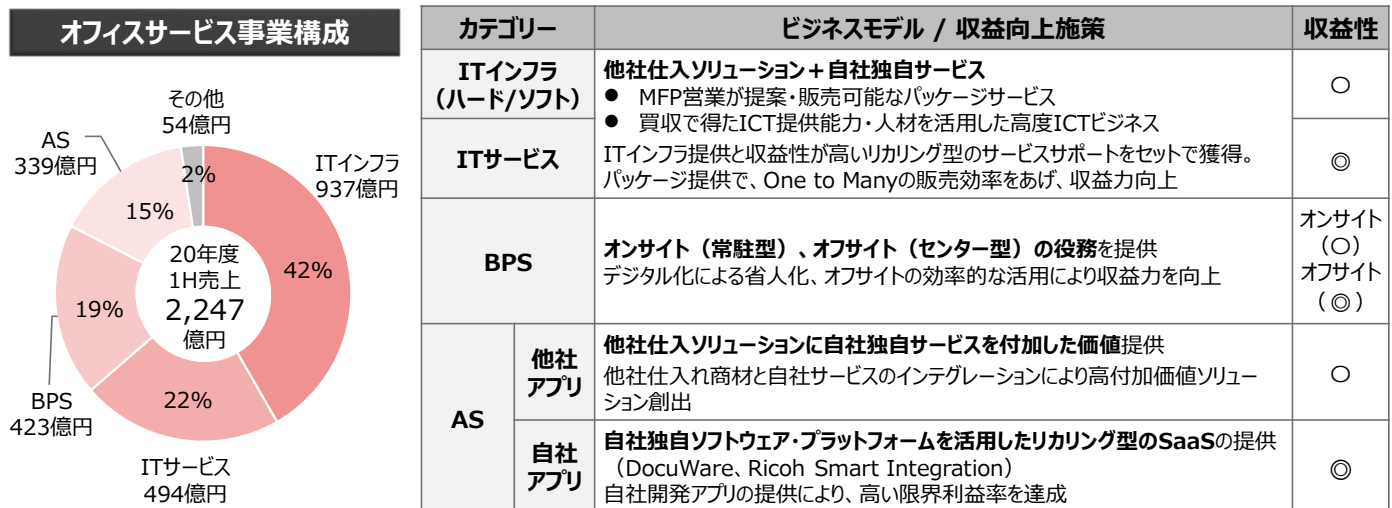 オフィスサービス事業構成
その他
54億円
AS
339億円
ITインフラ
937億円
2%
15%
42%
19%
22%
20年度
1H売上
2,247
億円
BPS
423億円
ITサービス
494億円
カテゴリー
ビジネスモデル / 収益向上施策
収益性
ITインフラ
（ハード/ソフト）
他社仕入ソリューション＋自社独自サービス
● MFP営業が提案・販売可能なパッケージサービス
● 買収で得たICT提供能力・人材を活用した高度ICTビジネス
○
ITサービス
ITインフラ提供と収益性が高いリカリング型のサービスサポートをセットで獲得。
パッケージ提供で、One to Manyの販売効率をあげ、収益力向上
◎
BPS
オンサイト（常駐型）、オフサイト（センター型）の役務を提供
デジタル化による省人化、オフサイトの効率的な活用により収益力を向上
オンサイト
（○）
オフサイト
（◎）
AS
他社
アプリ
他社仕入ソリューションに自社独自サービスを付加した価値提供
他社仕入れ商材と自社サービスのインテグレーションにより高付加価値ソリュー
ション創出
○
自社
アプリ
自社独自ソフトウェア・プラットフォームを活用したリカリング型のSaaSの提供
（DocuWare、Ricoh Smart Integration）
自社開発アプリの提供により、高い限界利益率を達成
◎